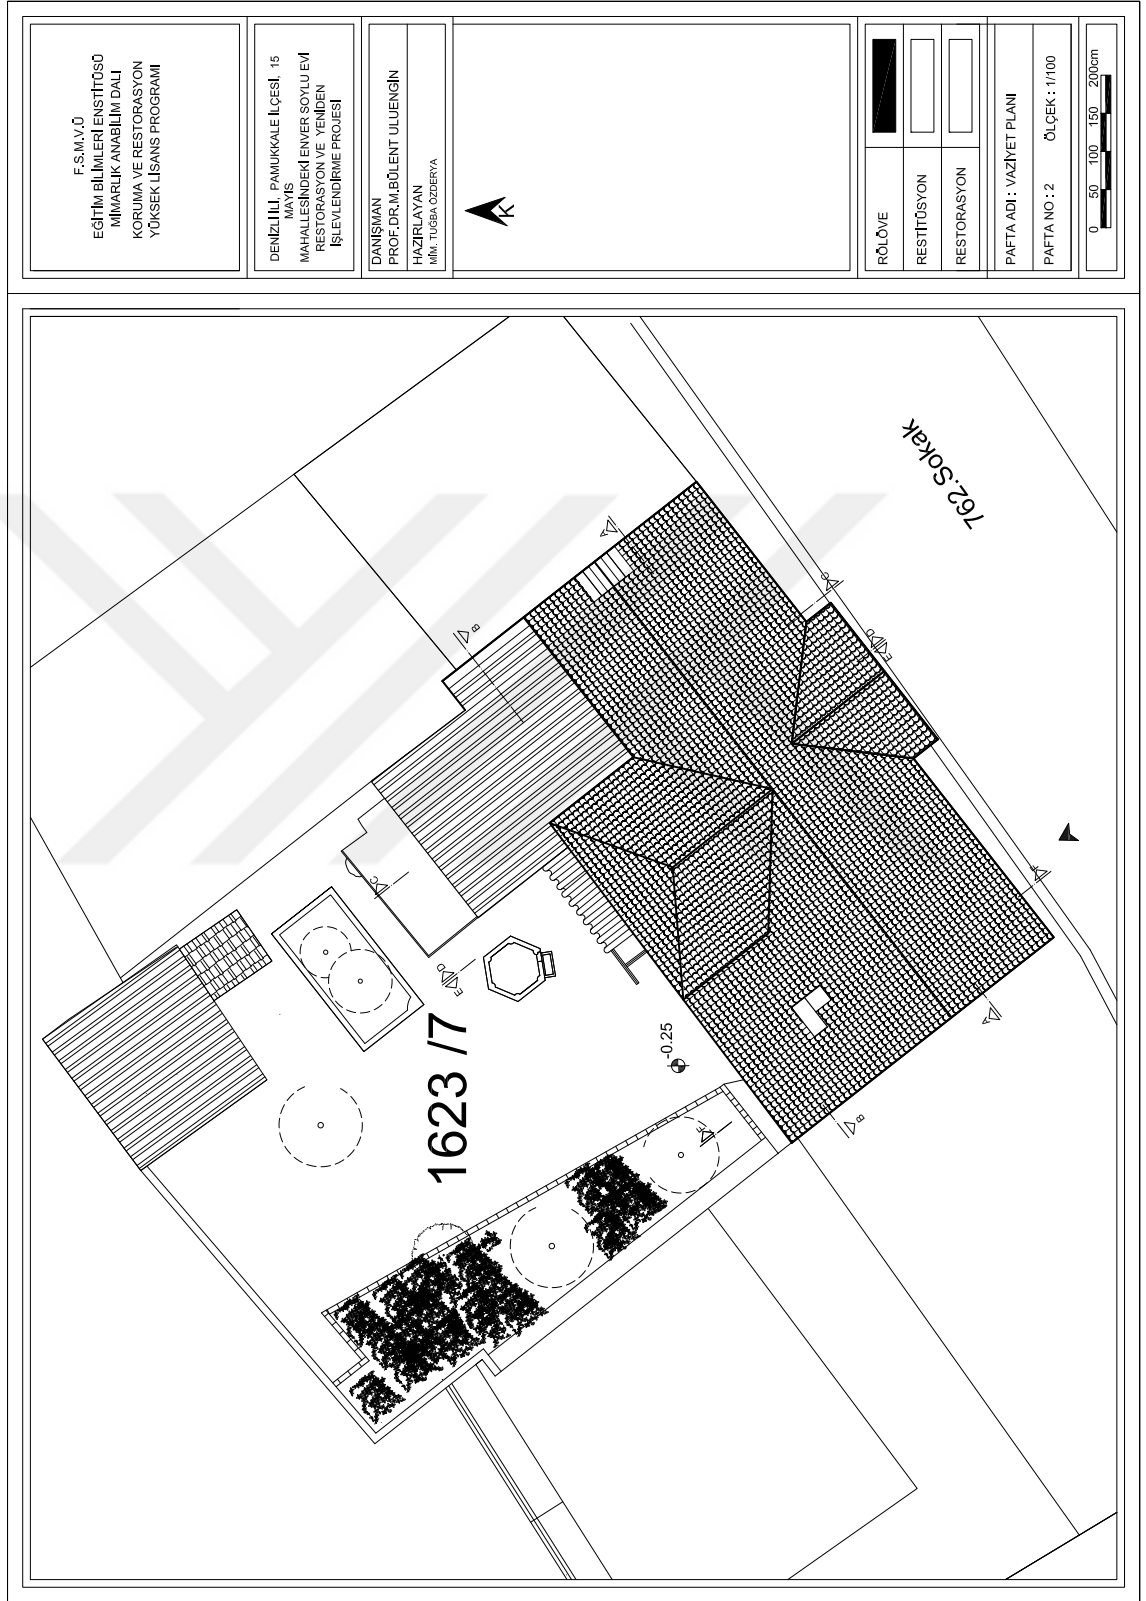 F.S.M.V.Ü
EĞİTİM BİLİMLERİ ENSTİTÜSÜ
MİMARLIK ANABİLİM DALI
KORUMA VE RESTORASYON
YÜKSEK LİSANS PROGRAMI
DENİZLİ İLİ, PAMUKKALE İLÇESİ, 15
MAYIS
MAHALLESİNDEKİ ENVER SOYLU EVİ
RESTORASYON VE YENİDEN
İŞLEVLENDİRME PROJESİ
DANIŞMAN
PROF.DR.M.BÜLENT ULUENGİN
HAZIRLAYAN
MİM. TUĞBA ÖZDERYA
K
RÖLÖVE
RESTİTÜSYON
RESTORASYON
PAFTA ADI : VAZİYET PLANI
PAFTA NO : 2 ÖLÇEK : 1/100
0 50 100 150 200cm
762.Sokak
1623 /7
-0.25
A
B
C
E D
F
A
B
C
E D
F